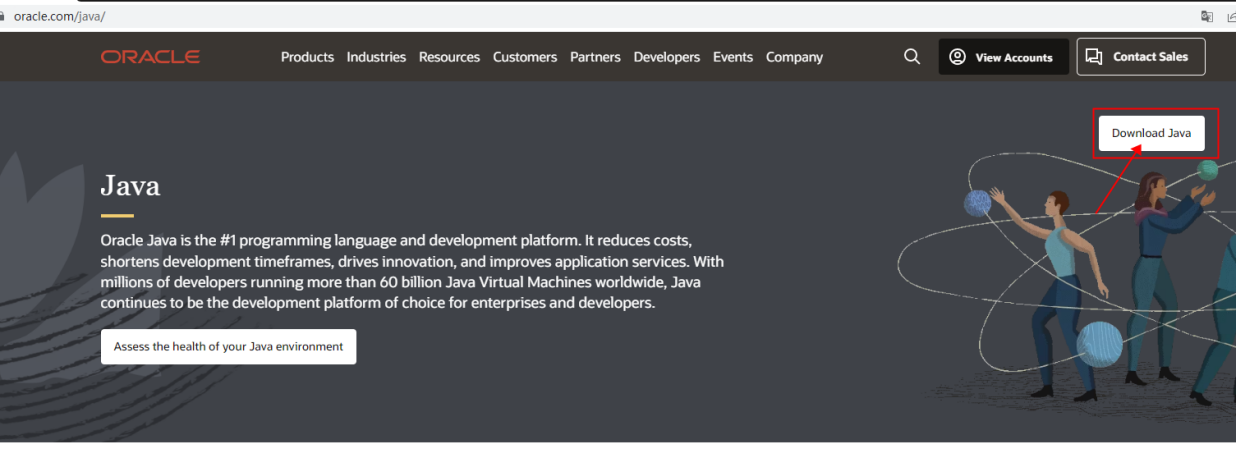 oracle.com/java/
ORACLE Products Industries Resources Customers Partners Developers Events Company View Accounts Contact Sales
Download Java
Java
Oracle Java is the #1 programming language and development platform. It reduces costs,
shortens development timeframes, drives innovation, and improves application services. With
millions of developers running more than 60 billion Java Virtual Machines worldwide, Java
continues to be the development platform of choice for enterprises and developers.
Assess the health of your Java environment